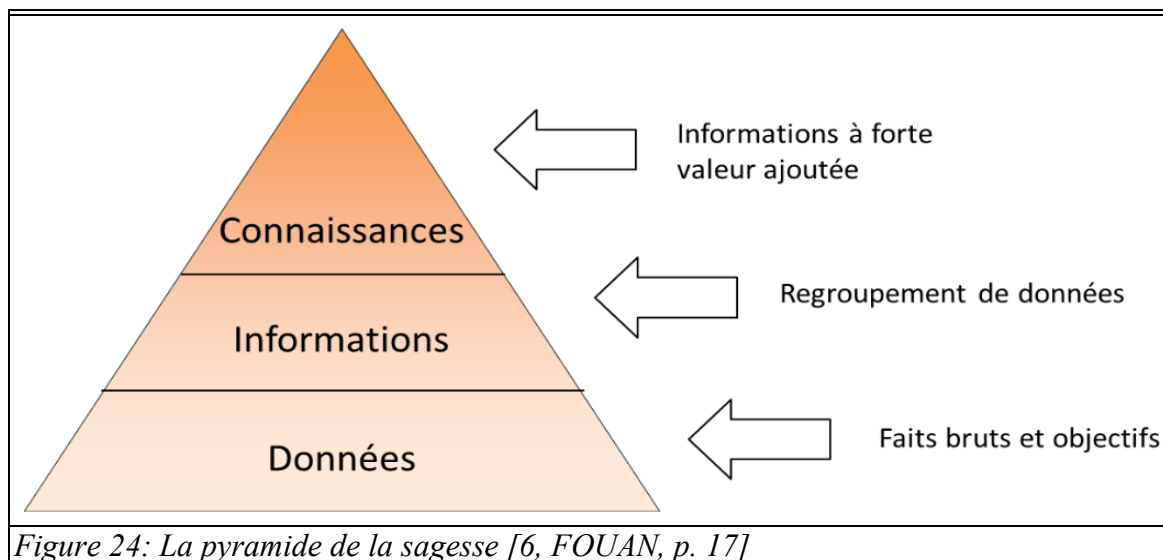 Informations à forte
valeur ajoutée
Connaissances
Regroupement de données
Informations
Faits bruts et objectifs
Données
Figure 24: La pyramide de la sagesse [6, FOUAN, p. 17]